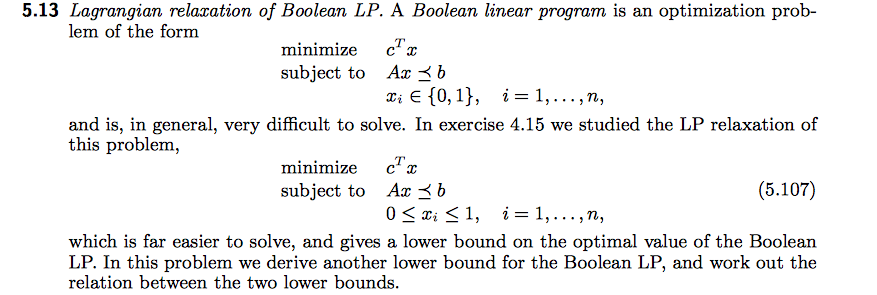 5.13 Lagrangian relaxation of Boolean LP. A Boolean linear program is an optimization prob-
lem of the form
minimize cᵀx
subject to Ax ⪯ b
xᵢ ∈ {0, 1}, i = 1, . . . , n,
and is, in general, very difficult to solve. In exercise 4.15 we studied the LP relaxation of
this problem,
minimize cᵀx
subject to Ax ⪯ b (5.107)
0 ≤ xᵢ ≤ 1, i = 1, . . . , n,
which is far easier to solve, and gives a lower bound on the optimal value of the Boolean
LP. In this problem we derive another lower bound for the Boolean LP, and work out the
relation between the two lower bounds.